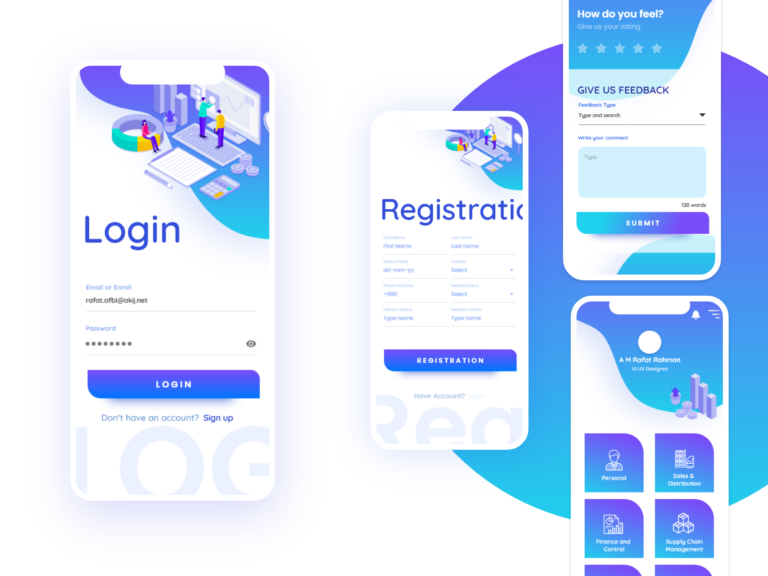 Login
Email or Enroll
rafat.afbl@akij.net
Password
LOGIN
Don't have an account? Sign up
LOG
Registratio
First Name Last Name
First Name Last name
Date of Birth Gender
dd-mm-yy Select
Phone Number Marital Status
+880 Select
Father's Name Mother's Name
Type name Type name
REGISTRATION
Have Account? Login
Reg
How do you feel?
Give us your rating
GIVE US FEEDBACK
Feedback Type
Type and search
Write your comment
Type
120 words
SUBMIT
A M Rafat Rahman
UI UX Designer
Personal
Sales &
Distribution
Finance and
Control
Supply Chain
Management